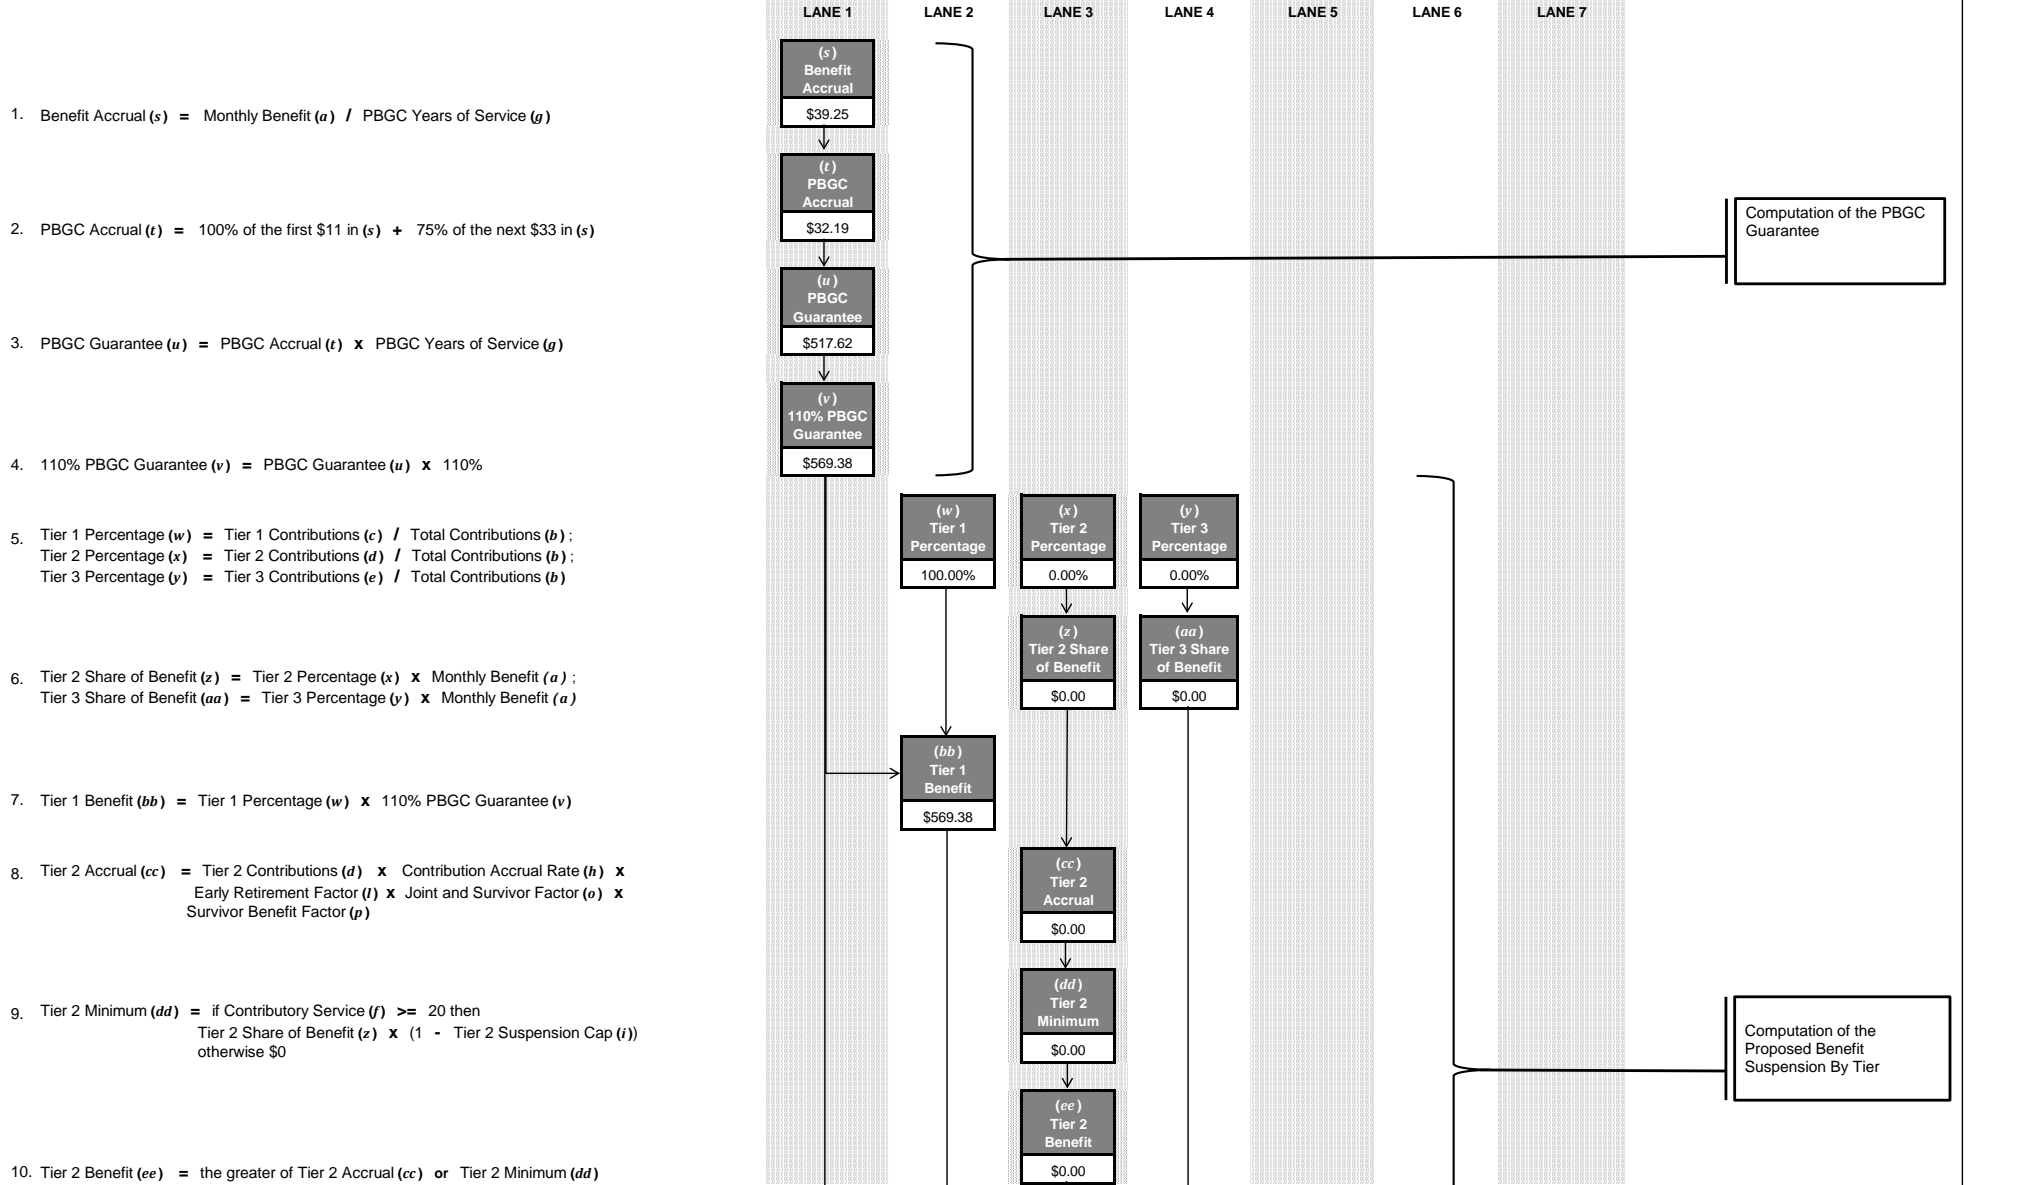 LANE 1 LANE 2 LANE 3 LANE 4 LANE 5 LANE 6 LANE 7
(s)
Benefit
Accrual
$39.25
1. Benefit Accrual (s) = Monthly Benefit (a) / PBGC Years of Service (g)
(t)
PBGC
Accrual
$32.19
2. PBGC Accrual (t) = 100% of the first $11 in (s) + 75% of the next $33 in (s)
Computation of the PBGC
Guarantee
(u)
PBGC
Guarantee
$517.62
3. PBGC Guarantee (u) = PBGC Accrual (t) x PBGC Years of Service (g)
(v)
110% PBGC
Guarantee
$569.38
4. 110% PBGC Guarantee (v) = PBGC Guarantee (u) x 110%
(w)
Tier 1
Percentage
100.00%
(x)
Tier 2
Percentage
0.00%
(y)
Tier 3
Percentage
0.00%
5. Tier 1 Percentage (w) = Tier 1 Contributions (c) / Total Contributions (b) ;
Tier 2 Percentage (x) = Tier 2 Contributions (d) / Total Contributions (b) ;
Tier 3 Percentage (y) = Tier 3 Contributions (e) / Total Contributions (b)
(z)
Tier 2 Share
of Benefit
$0.00
(aa)
Tier 3 Share
of Benefit
$0.00
6. Tier 2 Share of Benefit (z) = Tier 2 Percentage (x) x Monthly Benefit (a) ;
Tier 3 Share of Benefit (aa) = Tier 3 Percentage (y) x Monthly Benefit (a)
(bb)
Tier 1
Benefit
$569.38
7. Tier 1 Benefit (bb) = Tier 1 Percentage (w) x 110% PBGC Guarantee (v)
(cc)
Tier 2
Accrual
$0.00
8. Tier 2 Accrual (cc) = Tier 2 Contributions (d) x Contribution Accrual Rate (h) x
Early Retirement Factor (l) x Joint and Survivor Factor (o) x
Survivor Benefit Factor (p)
(dd)
Tier 2
Minimum
$0.00
9. Tier 2 Minimum (dd) = if Contributory Service (f) >= 20 then
Tier 2 Share of Benefit (z) x (1 - Tier 2 Suspension Cap (i))
otherwise $0
Computation of the
Proposed Benefit
Suspension By Tier
(ee)
Tier 2
Benefit
$0.00
10. Tier 2 Benefit (ee) = the greater of Tier 2 Accrual (cc) or Tier 2 Minimum (dd)